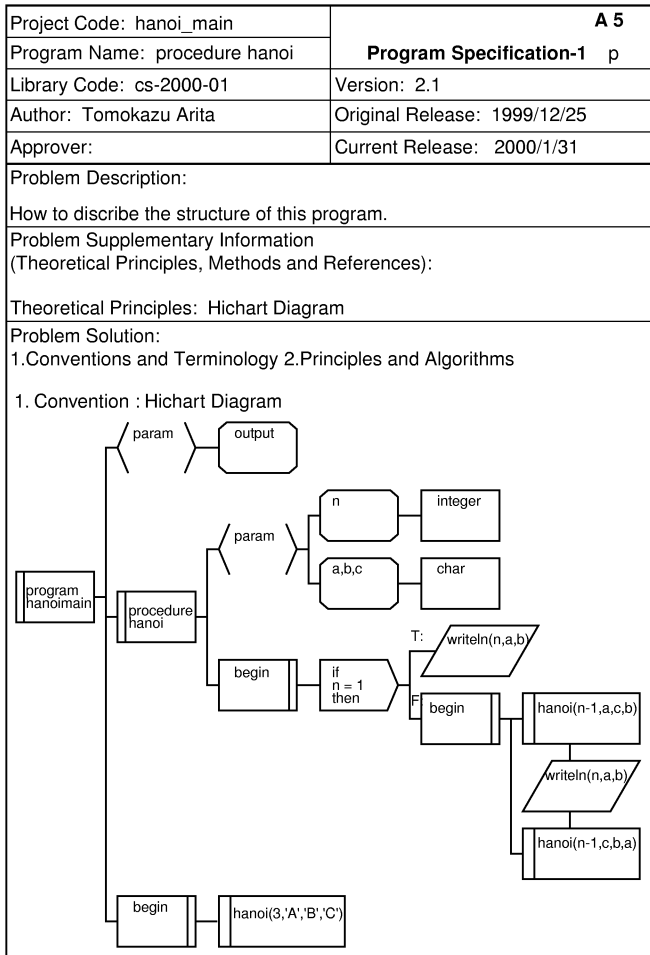 Project Code: hanoi_main
A 5
Program Name: procedure hanoi
Program Specification-1 p
Library Code: cs-2000-01
Version: 2.1
Author: Tomokazu Arita
Original Release: 1999/12/25
Approver:
Current Release: 2000/1/31
Problem Description:
How to discribe the structure of this program.
Problem Supplementary Information
(Theoretical Principles, Methods and References):
Theoretical Principles: Hichart Diagram
Problem Solution:
1.Conventions and Terminology 2.Principles and Algorithms
1. Convention : Hichart Diagram
param
output
n
integer
param
a,b,c
char
program
hanoimain
procedure
hanoi
begin
if
n = 1
then
T:
writeln(n,a,b)
F:
begin
hanoi(n-1,a,c,b)
writeln(n,a,b)
hanoi(n-1,c,b,a)
begin
hanoi(3,'A','B','C')